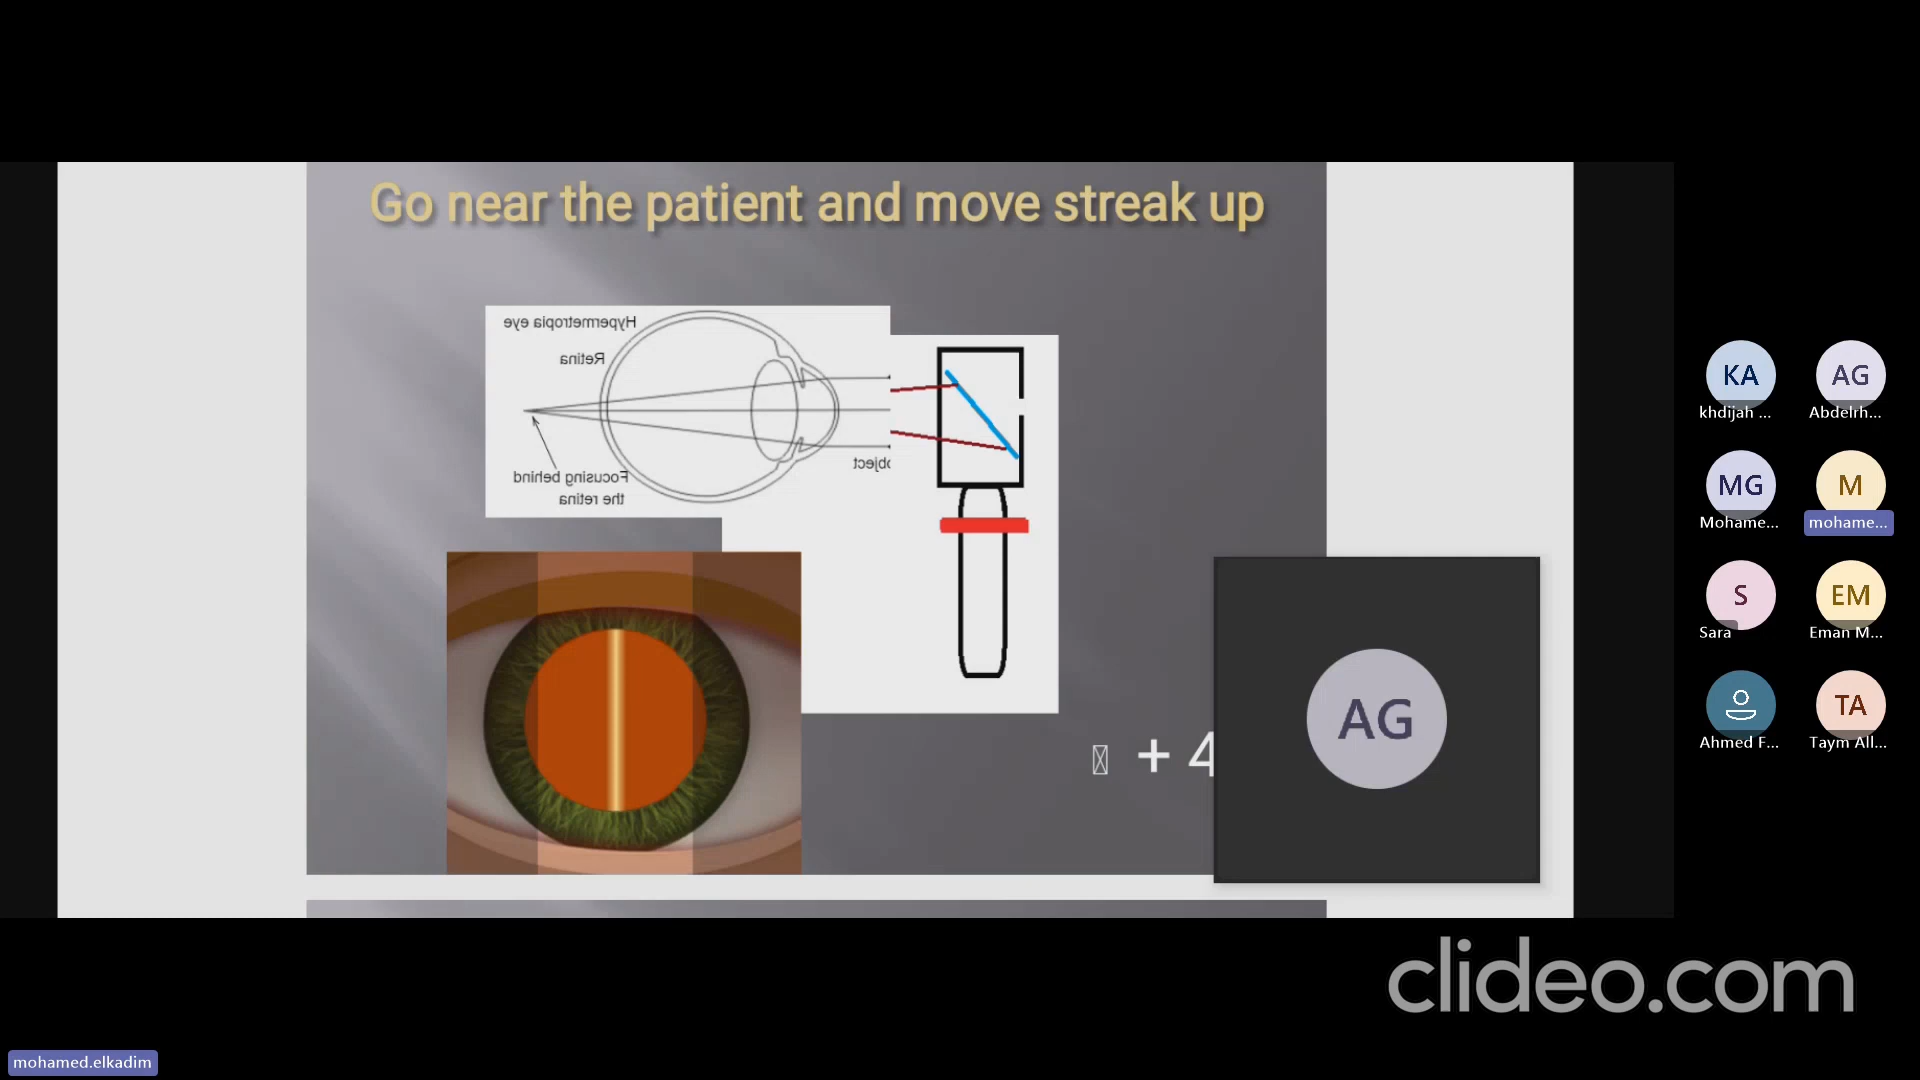 Go near the patient and move streak up
Hypermetropia eye
Retina
object
Focusing behind
the retina
+ 4
AG
KA
khdijah ...
AG
Abdelrh...
MG
Mohame...
M
mohame...
S
Sara
EM
Eman M...
Ahmed F...
TA
Taym All...
clideo.com
mohamed.elkadim